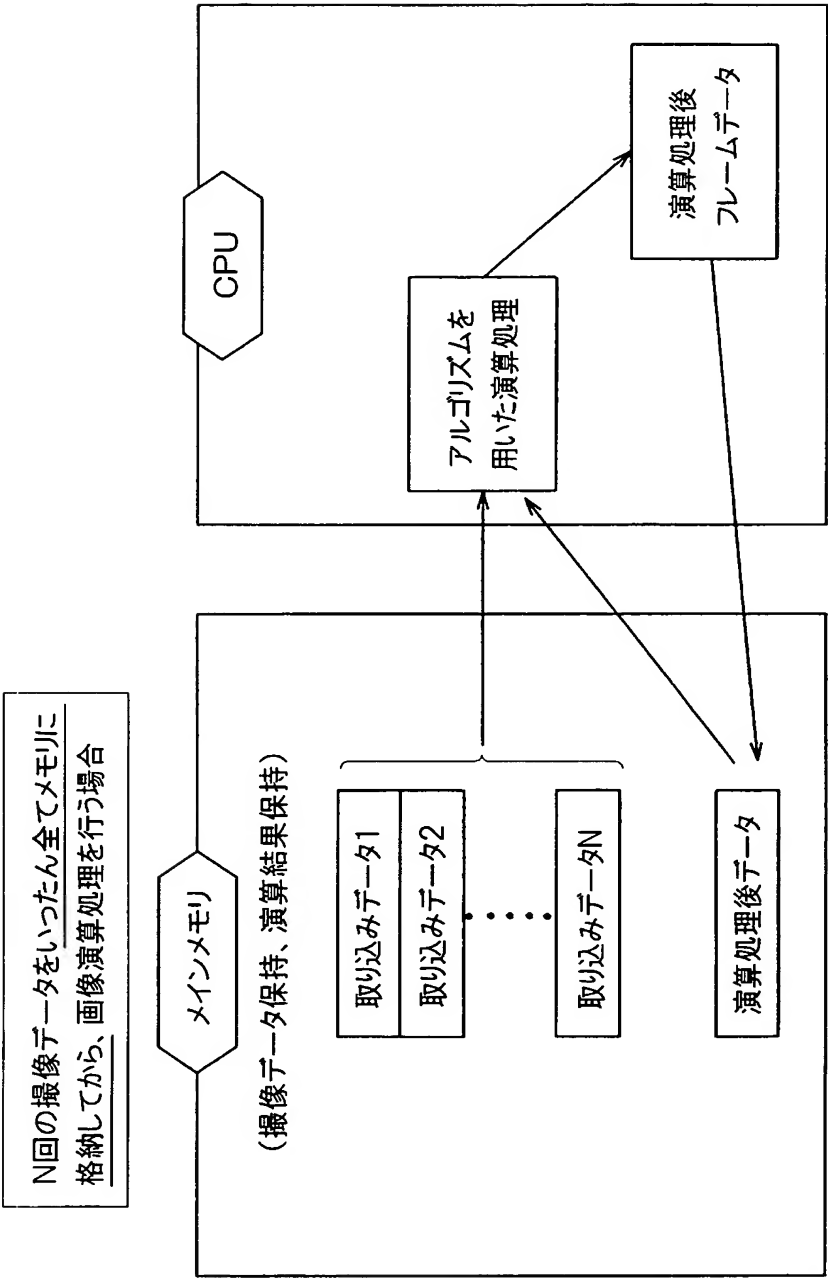 N回の撮像データをいったん全てメモリに
格納してから、画像演算処理を行う場合
メインメモリ
(撮像データ保持、演算結果保持)
取り込みデータ1
取り込みデータ2
取り込みデータN
演算処理後データ
CPU
アルゴリズムを
用いた演算処理
演算処理後
フレームデータ